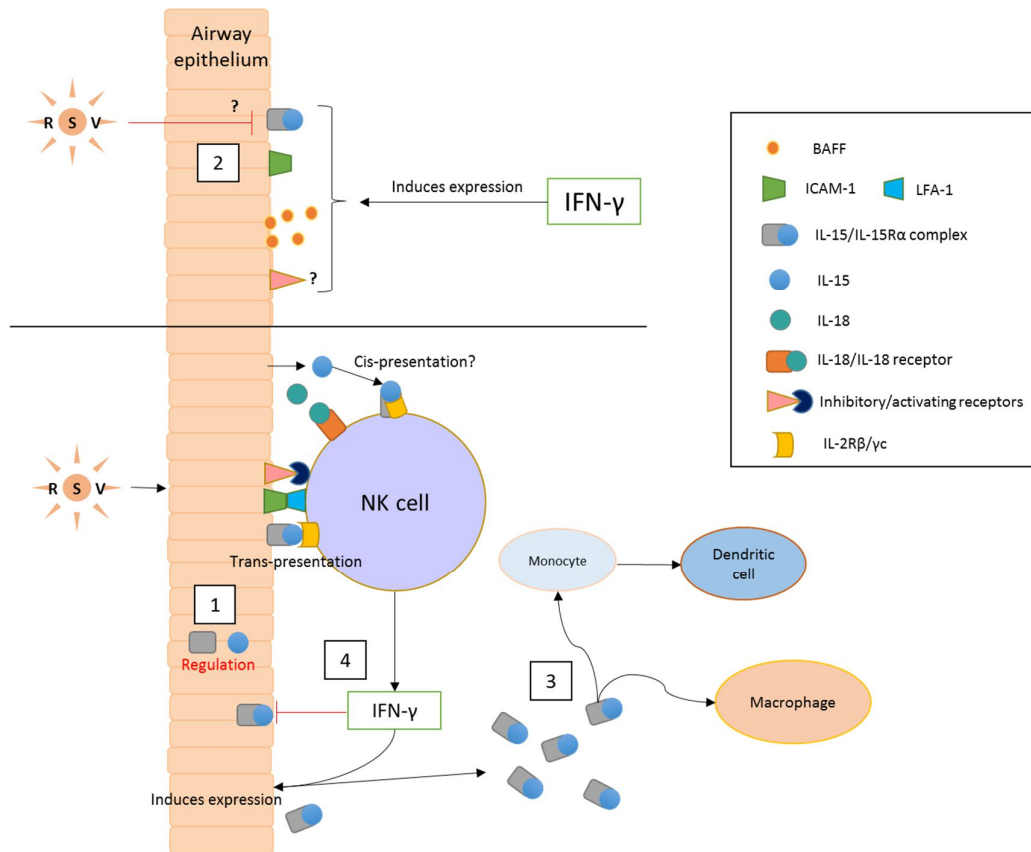 Airway
epithelium
R S V
?
2
Induces expression
IFN-γ
?
BAFF
ICAM-1
LFA-1
IL-15/IL-15Rα complex
IL-15
IL-18
IL-18/IL-18 receptor
Inhibitory/activating receptors
IL-2Rβ/γc
Cis-presentation?
R S V
NK cell
Trans-presentation
Monocyte
Dendritic
cell
1
Regulation
4
3
IFN-γ
Macrophage
Induces expression